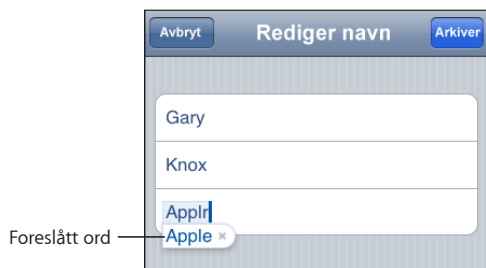 Avbryt Rediger navn Arkiver
Gary
Knox
Applr
Foreslått ord Apple ×